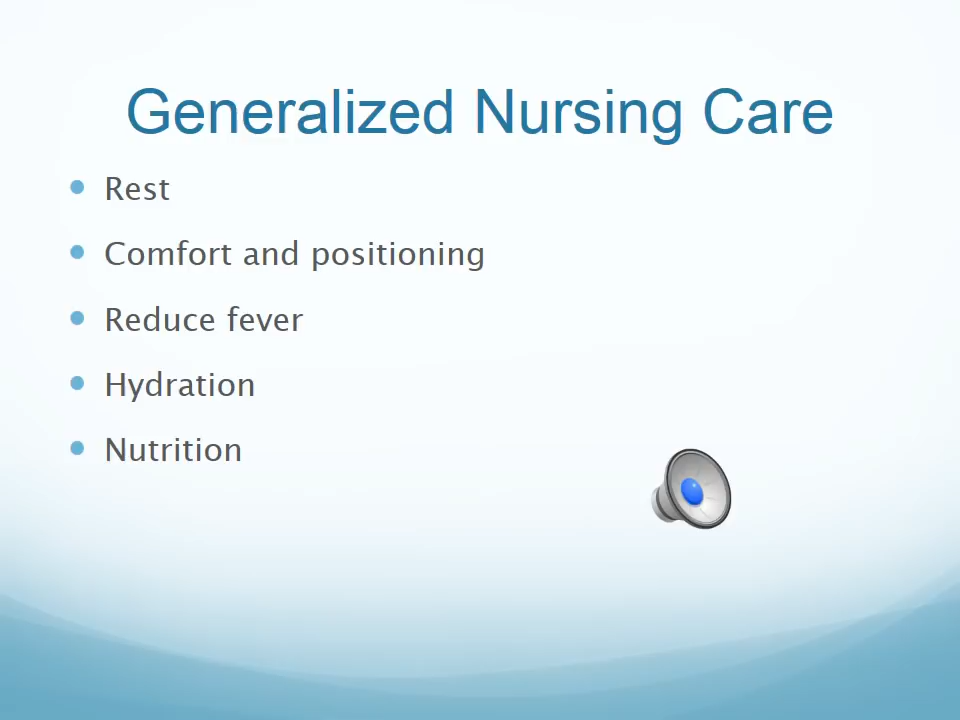 Generalized Nursing Care
Rest
Comfort and positioning
Reduce fever
Hydration
Nutrition